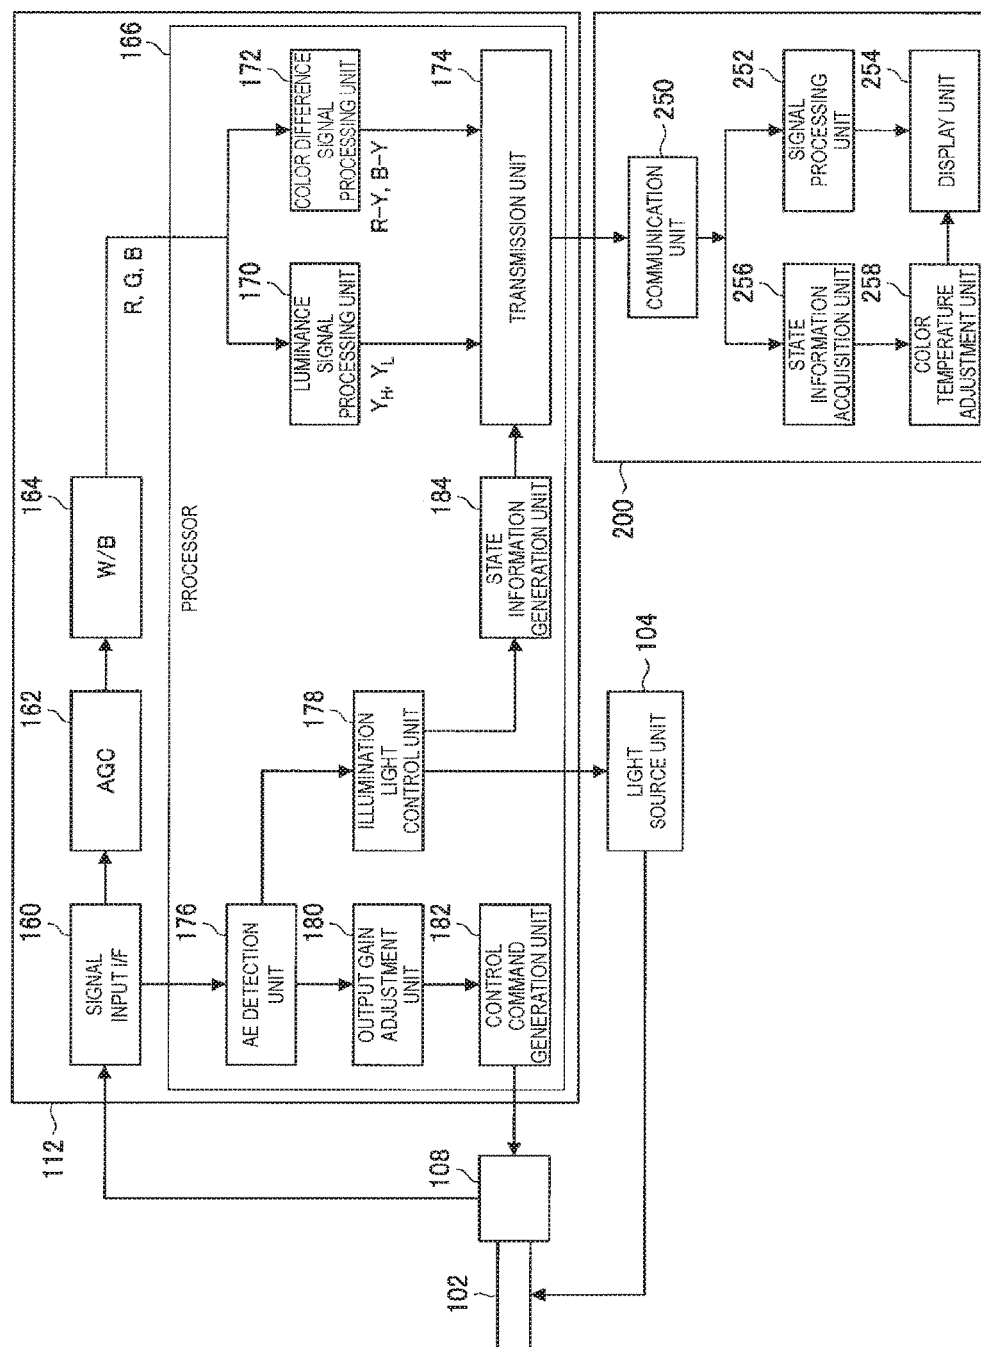 112
160
SIGNAL
INPUT I/F
162
AGC
164
W/B
R, G, B
166
PROCESSOR
176
AE DETECTION
UNIT
170
LUMINANCE
SIGNAL
PROCESSING UNIT
Y_H, Y_L
172
COLOR DIFFERENCE
SIGNAL
PROCESSING UNIT
R-Y, B-Y
180
OUTPUT GAIN
ADJUSTMENT
UNIT
178
ILLUMINATION
LIGHT
CONTROL UNIT
182
CONTROL
COMMAND
GENERATION UNIT
184
STATE
INFORMATION
GENERATION UNIT
174
TRANSMISSION UNIT
108
102
104
LIGHT
SOURCE UNIT
200
250
COMMUNICATION
UNIT
256
STATE
INFORMATION
ACQUISITION UNIT
252
SIGNAL
PROCESSING
UNIT
258
COLOR
TEMPERATURE
ADJUSTMENT UNIT
254
DISPLAY UNIT